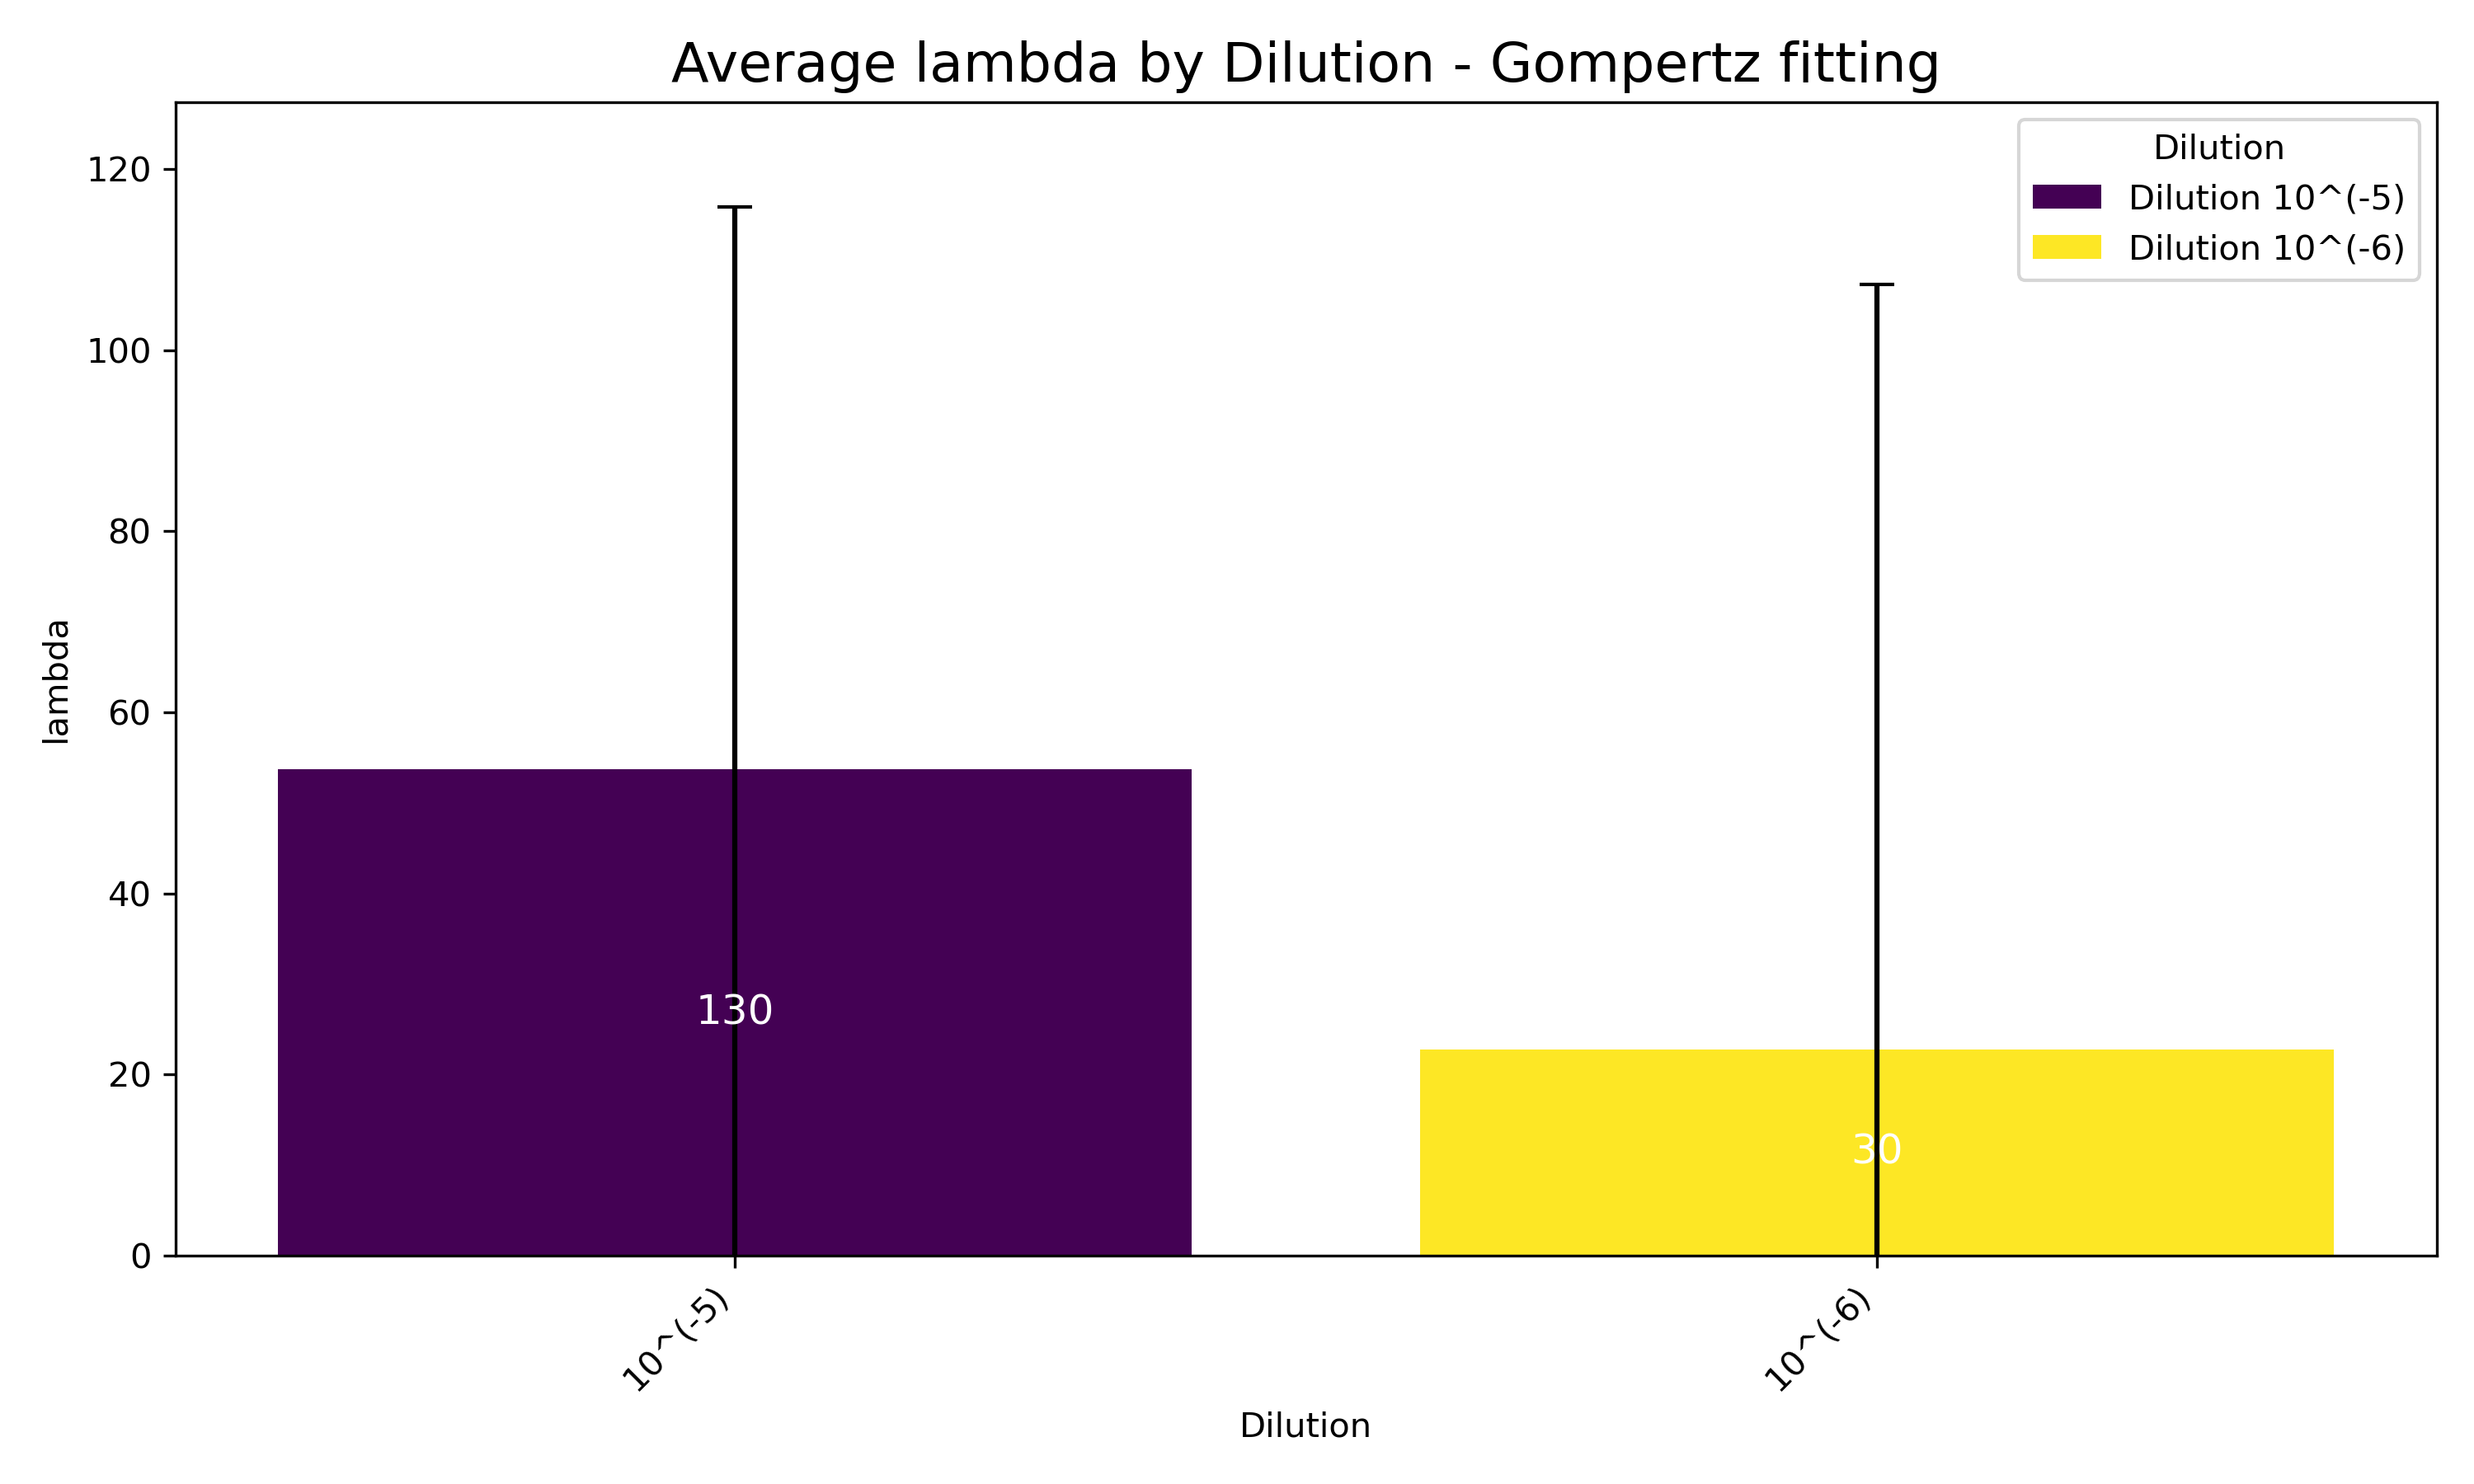 Average lambda by Dilution - Gompertz fitting
Dilution
Dilution 10^(-5)
Dilution 10^(-6)
120
100
80
60
40
20
0
lambda
130
30
10^(-5)
10^(-6)
Dilution